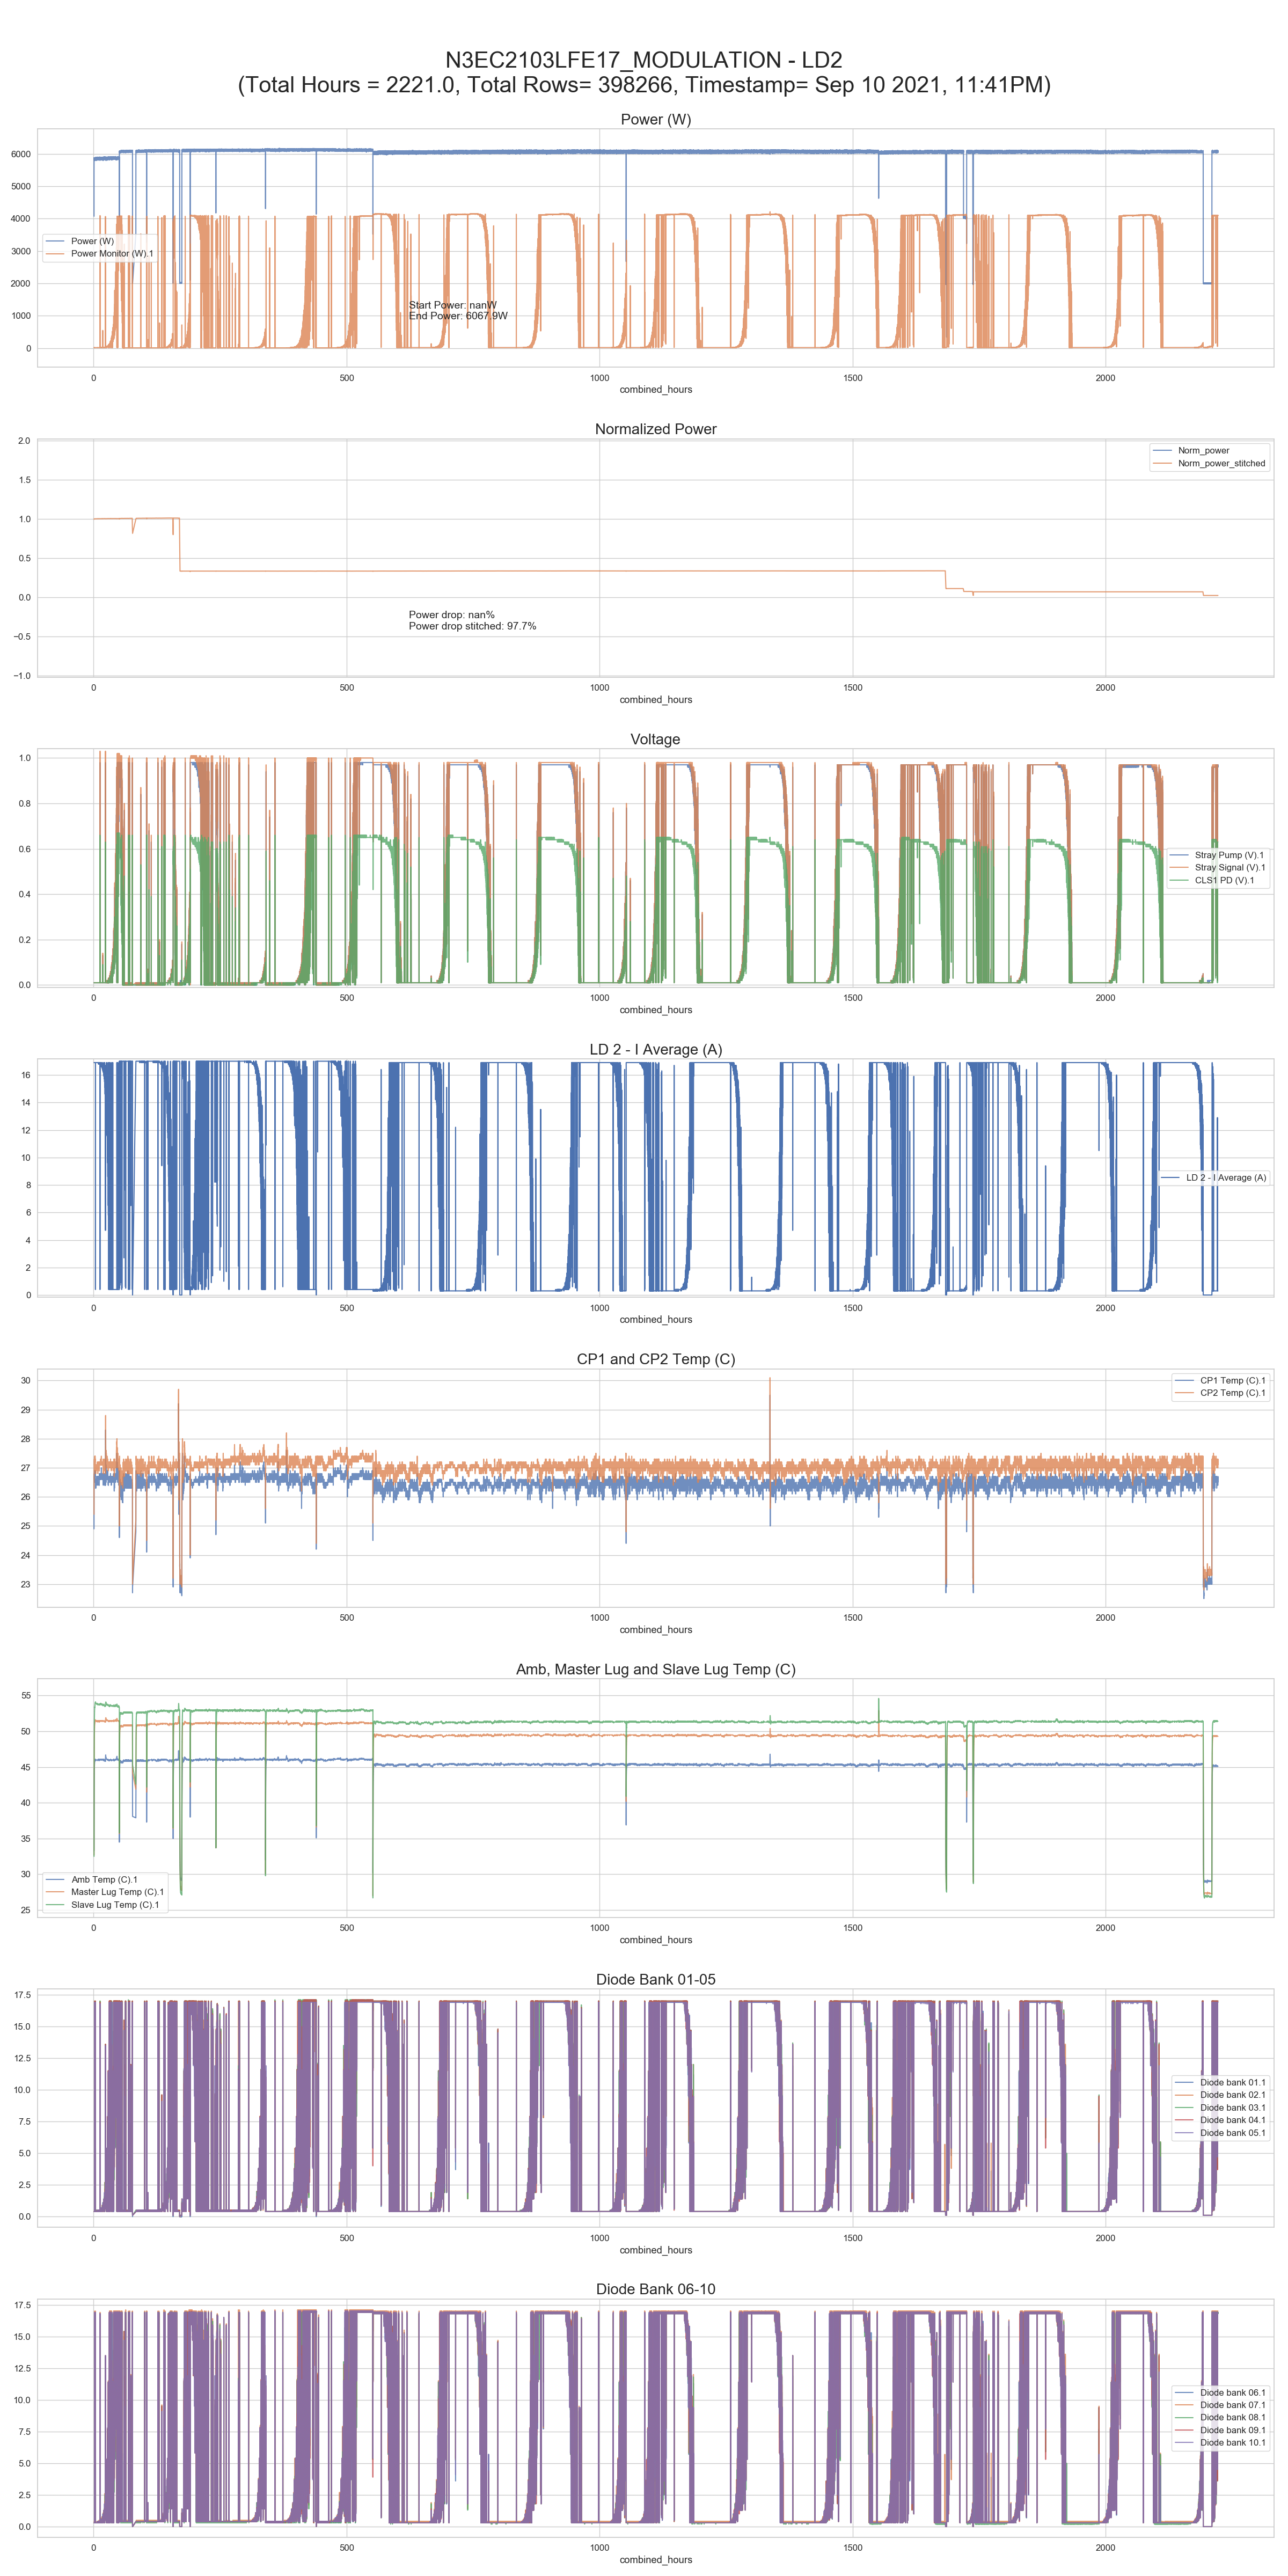 N3EC2103LFE17_MODULATION - LD2
(Total Hours = 2221.0, Total Rows= 398266, Timestamp= Sep 10 2021, 11:41PM)
Power (W)
6000
5000
4000
3000
2000
1000
0
Power (W)
Power Monitor (W).1
Start Power: nanW
End Power: 6067.9W
0 500 1000 1500 2000
combined_hours
Normalized Power
2.0
1.5
1.0
0.5
0.0
−0.5
−1.0
Norm_power
Norm_power_stitched
Power drop: nan%
Power drop stitched: 97.7%
0 500 1000 1500 2000
combined_hours
Voltage
1.0
0.8
0.6
0.4
0.2
0.0
Stray Pump (V).1
Stray Signal (V).1
CLS1 PD (V).1
0 500 1000 1500 2000
combined_hours
LD 2 - I Average (A)
16
14
12
10
8
6
4
2
0
LD 2 - I Average (A)
0 500 1000 1500 2000
combined_hours
CP1 and CP2 Temp (C)
30
29
28
27
26
25
24
23
CP1 Temp (C).1
CP2 Temp (C).1
0 500 1000 1500 2000
combined_hours
Amb, Master Lug and Slave Lug Temp (C)
55
50
45
40
35
30
25
Amb Temp (C).1
Master Lug Temp (C).1
Slave Lug Temp (C).1
0 500 1000 1500 2000
combined_hours
Diode Bank 01-05
17.5
15.0
12.5
10.0
7.5
5.0
2.5
0.0
Diode bank 01.1
Diode bank 02.1
Diode bank 03.1
Diode bank 04.1
Diode bank 05.1
0 500 1000 1500 2000
combined_hours
Diode Bank 06-10
17.5
15.0
12.5
10.0
7.5
5.0
2.5
0.0
Diode bank 06.1
Diode bank 07.1
Diode bank 08.1
Diode bank 09.1
Diode bank 10.1
0 500 1000 1500 2000
combined_hours